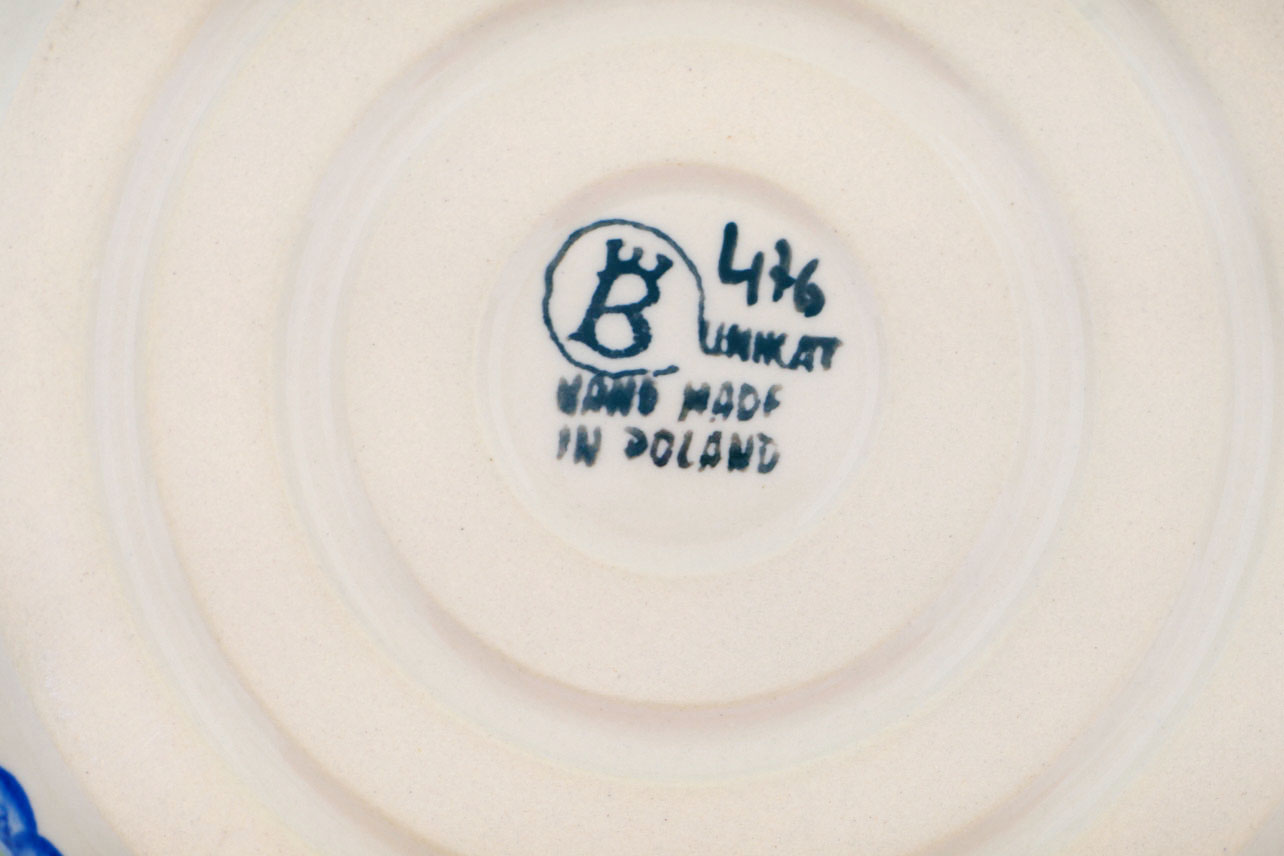 B 476
UNIKAT
HAND MADE
IN POLAND